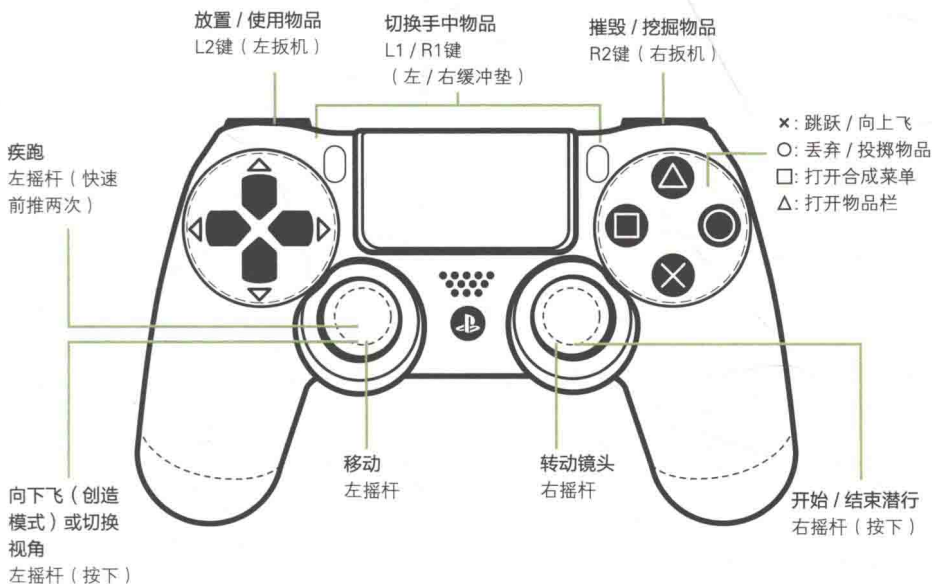 放置 / 使用物品
L2键（左扳机）
切换手中物品
L1 / R1键
（左 / 右缓冲垫）
摧毁 / 挖掘物品
R2键（右扳机）
×: 跳跃 / 向上飞
○: 丢弃 / 投掷物品
□: 打开合成菜单
△: 打开物品栏
疾跑
左摇杆（快速
前推两次）
移动
左摇杆
转动镜头
右摇杆
向下飞（创造
模式）或切换
视角
左摇杆（按下）
开始 / 结束潜行
右摇杆（按下）